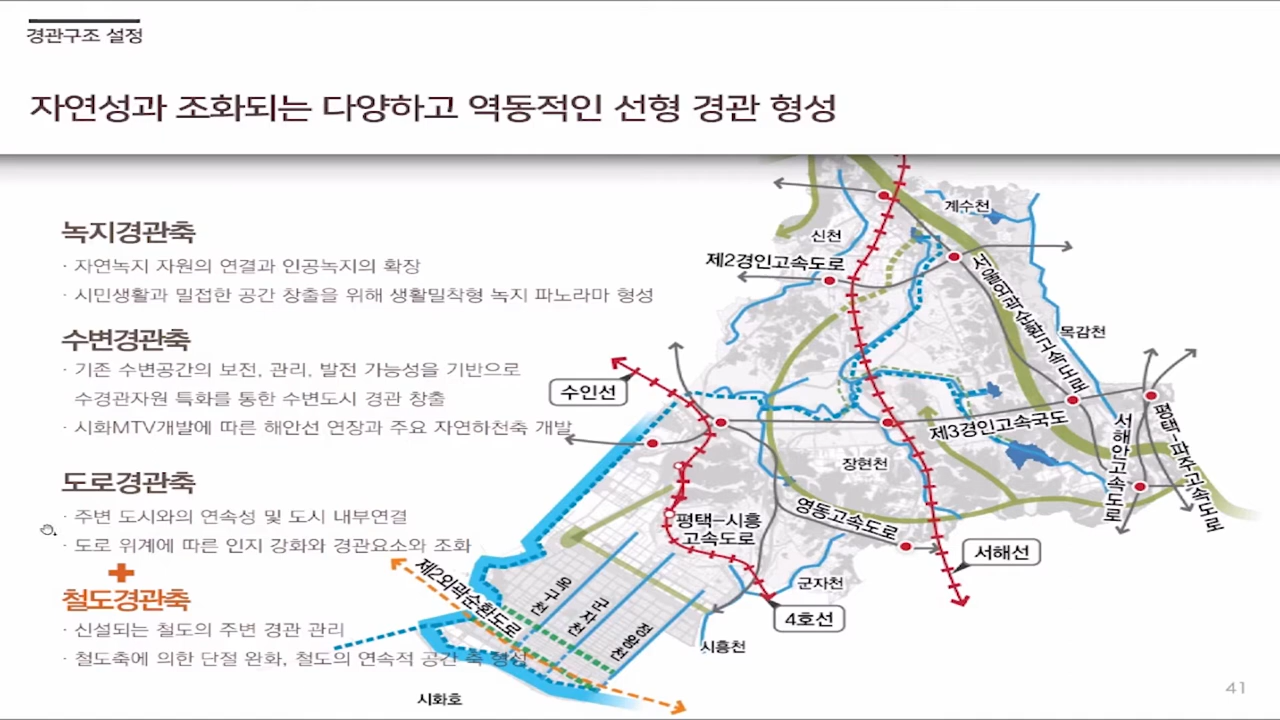 경관구조 설정
자연성과 조화되는 다양하고 역동적인 선형 경관 형성
녹지경관축
· 자연녹지 자원의 연결과 인공녹지의 확장
· 시민생활과 밀접한 공간 창출을 위해 생활밀착형 녹지 파노라마 형성
수변경관축
· 기존 수변공간의 보전, 관리, 발전 가능성을 기반으로
수경관자원 특화를 통한 수변도시 경관 창출
· 시화MTV개발에 따른 해안선 연장과 주요 자연하천축 개발
도로경관축
· 주변 도시와의 연속성 및 도시 내부연결
· 도로 위계에 따른 인지 강화와 경관요소와 조화
철도경관축
· 신설되는 철도의 주변 경관 관리
· 철도축에 의한 단절 완화, 철도의 연속적 공간 축 형성
계수천
신천
제2경인고속도로
서울외곽순환고속도로
목감천
수인선
제3경인고속국도
서해안고속도로
평택-파주고속도로
장현천
영동고속도로
평택-시흥
고속도로
서해선
군자천
4호선
제2외곽순환도로
옥구천
군자천
정왕천
시흥천
시화호
41